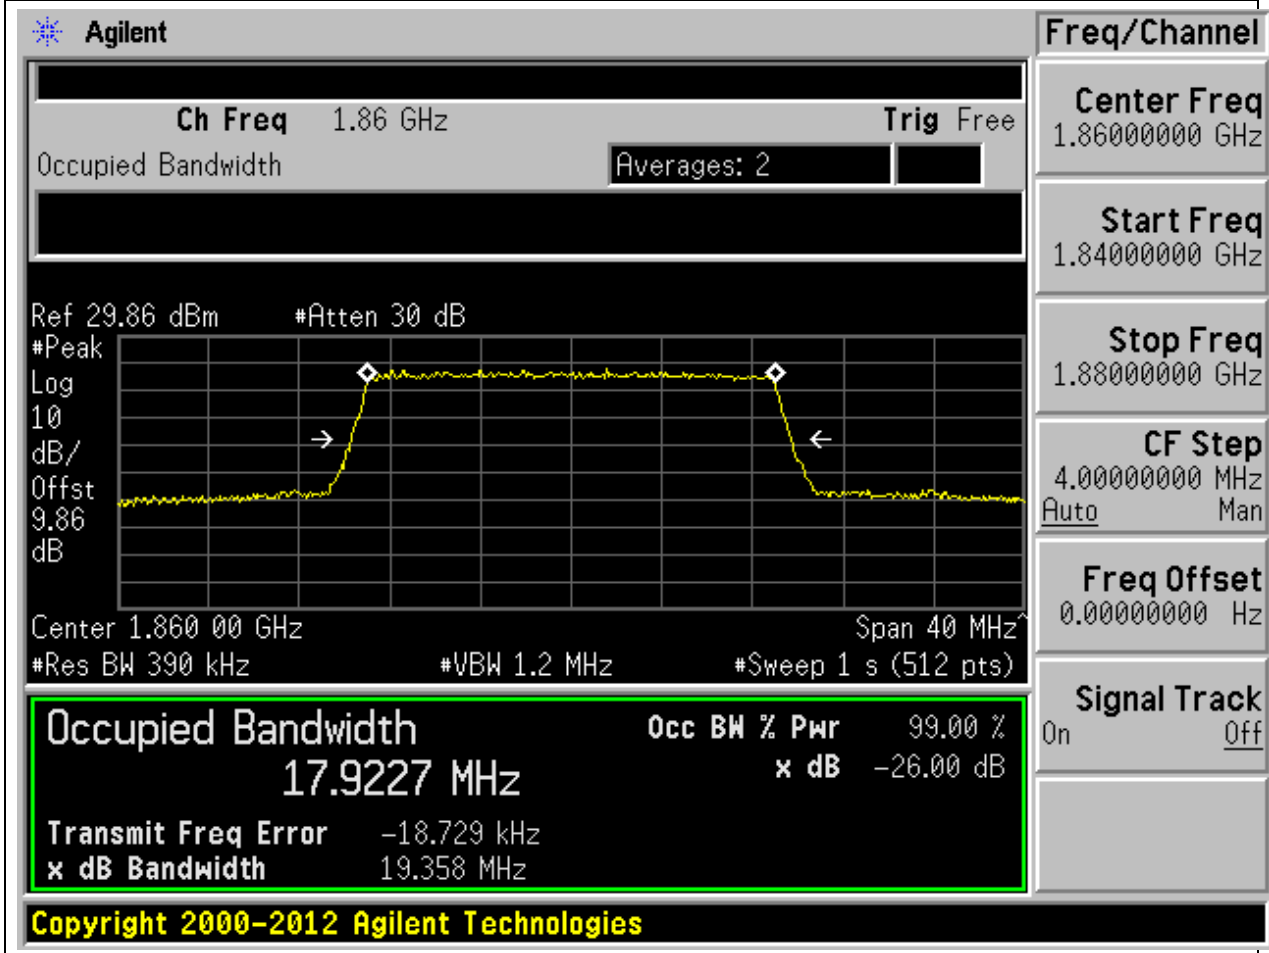 Agilent
Freq/Channel
Ch Freq 1.86 GHz Trig Free
Occupied Bandwidth Averages: 2
Center Freq
1.86000000 GHz
Start Freq
1.84000000 GHz
Stop Freq
1.88000000 GHz
CF Step
4.00000000 MHz
Auto Man
Freq Offset
0.00000000 Hz
Signal Track
On Off
Ref 29.86 dBm #Atten 30 dB
#Peak
Log
10
dB/
Offst
9.86
dB
Center 1.860 00 GHz Span 40 MHz^
#Res BW 390 kHz #VBW 1.2 MHz #Sweep 1 s (512 pts)
Occupied Bandwidth Occ BW % Pwr 99.00 %
17.9227 MHz x dB -26.00 dB
Transmit Freq Error -18.729 kHz
x dB Bandwidth 19.358 MHz
Copyright 2000-2012 Agilent Technologies